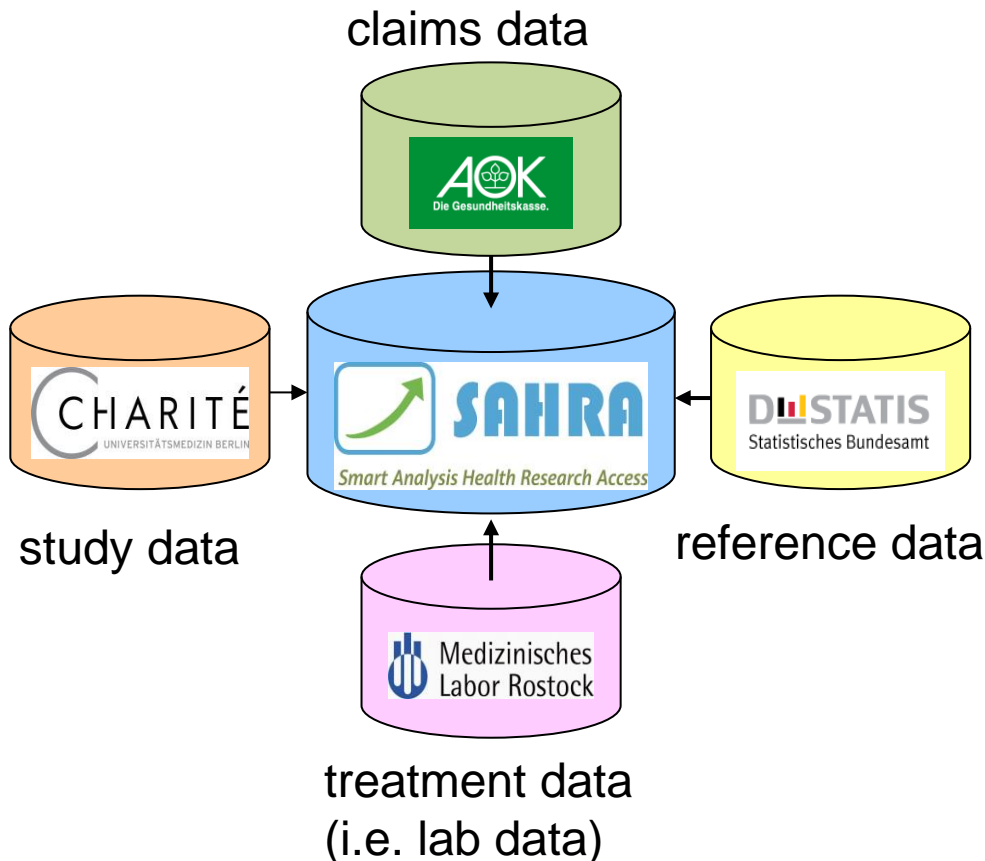 claims data
AOK
Die Gesundheitskasse.
CHARITÉ
UNIVERSITÄTSMEDIZIN BERLIN
SAHRA
Smart Analysis Health Research Access
DESTATIS
Statistisches Bundesamt
study data
reference data
Medizinisches
Labor Rostock
treatment data
(i.e. lab data)